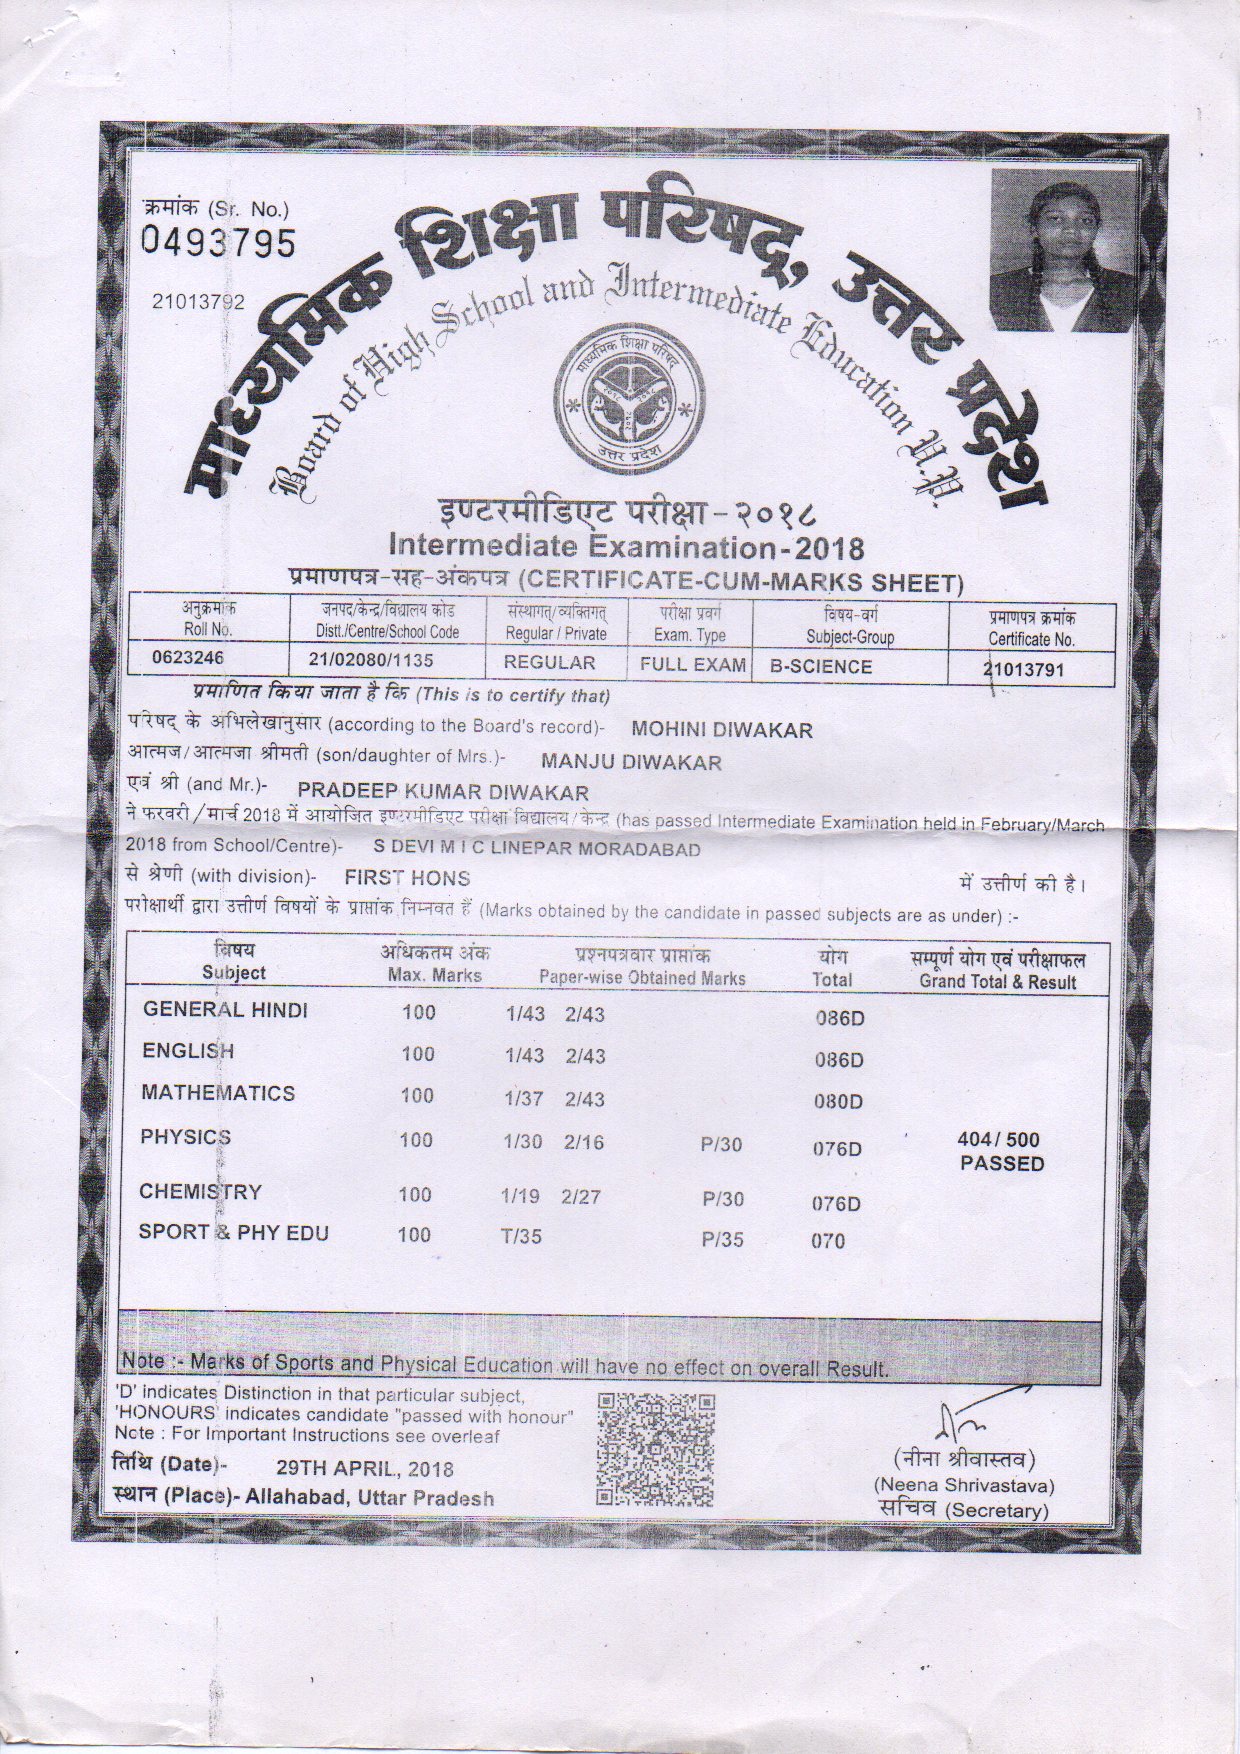 क्रमांक (Sr. No.)
0493795
21013792
माध्यमिक शिक्षा परिषद्, उत्तर प्रदेश
Board of High School and Intermediate Education U.P.
माध्यमिक शिक्षा परिषद
उत्तर प्रदेश
इण्टरमीडिएट परीक्षा - २०१८
Intermediate Examination - 2018
प्रमाणपत्र-सह-अंकपत्र (CERTIFICATE-CUM-MARKS SHEET)
अनुक्रमांक जनपद/केन्द्र/विद्यालय कोड संस्थागत/व्यक्तिगत् परीक्षा प्रवर्ग विषय-वर्ग प्रमाणपत्र क्रमांक
Roll No. Distt./Centre/School Code Regular / Private Exam. Type Subject-Group Certificate No.
0623246 21/02080/1135 REGULAR FULL EXAM B-SCIENCE 21013791
प्रमाणित किया जाता है कि (This is to certify that)
परिषद् के अभिलेखानुसार (according to the Board's record)- MOHINI DIWAKAR
आत्मज/आत्मजा श्रीमती (son/daughter of Mrs.)- MANJU DIWAKAR
एवं श्री (and Mr.)- PRADEEP KUMAR DIWAKAR
ने फरवरी/मार्च 2018 में आयोजित इण्टरमीडिएट परीक्षा विद्यालय/केन्द्र (has passed Intermediate Examination held in February/March
2018 from School/Centre)- S DEVI M I C LINEPAR MORADABAD
से श्रेणी (with division)- FIRST HONS में उत्तीर्ण की है।
परीक्षार्थी द्वारा उत्तीर्ण विषयों के प्राप्तांक निम्नवत हैं (Marks obtained by the candidate in passed subjects are as under) :-
विषय अधिकतम अंक प्रश्नपत्रवार प्राप्तांक योग सम्पूर्ण योग एवं परीक्षाफल
Subject Max. Marks Paper-wise Obtained Marks Total Grand Total & Result
GENERAL HINDI 100 1/43 2/43 086D
ENGLISH 100 1/43 2/43 086D
MATHEMATICS 100 1/37 2/43 080D
PHYSICS 100 1/30 2/16 P/30 076D 404/ 500
PASSED
CHEMISTRY 100 1/19 2/27 P/30 076D
SPORT & PHY EDU 100 T/35 P/35 070
Note :- Marks of Sports and Physical Education will have no effect on overall Result.
'D' indicates Distinction in that particular subject,
'HONOURS' indicates candidate "passed with honour"
Note : For Important Instructions see overleaf
तिथि (Date)- 29TH APRIL, 2018
स्थान (Place)- Allahabad, Uttar Pradesh
(नीना श्रीवास्तव)
(Neena Shrivastava)
सचिव (Secretary)